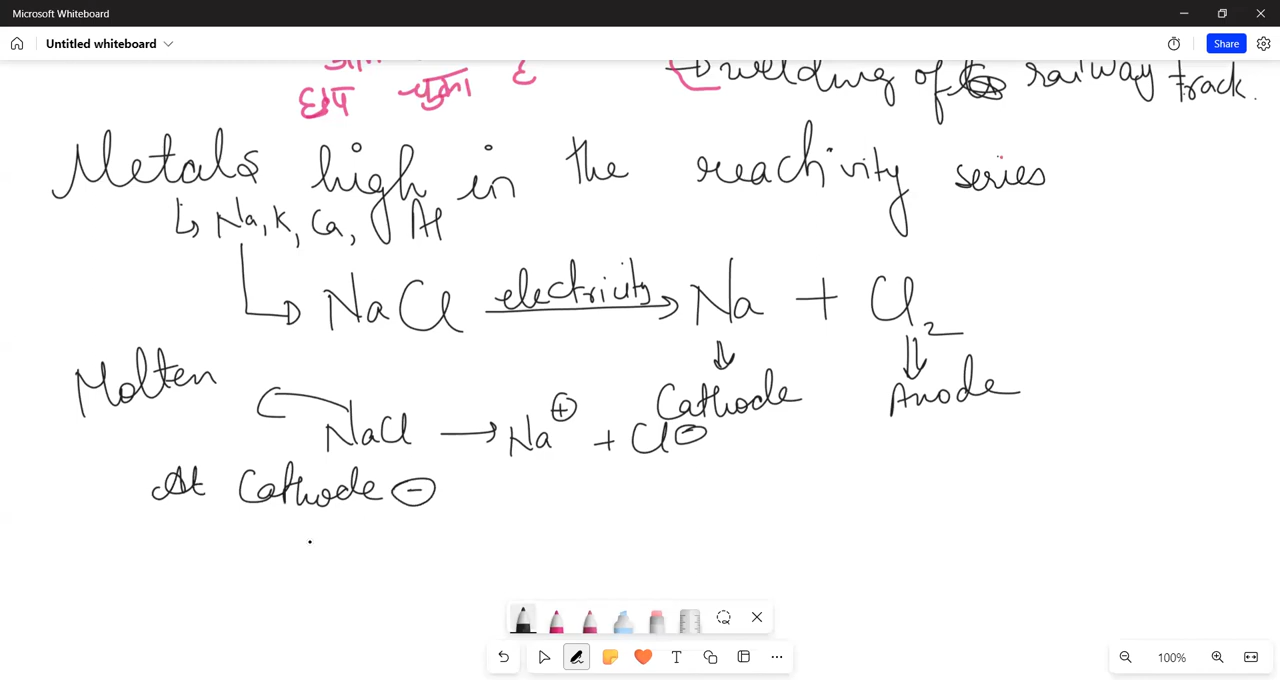 Microsoft Whiteboard
Untitled whiteboard
Share
building of railway track.
Metals high in the reactivity series
Na, K, Ca, Al
NaCl electricity → Na + Cl₂
Molten
Cathode
Anode
NaCl → Na⊕ + Cl⊖
At Cathode ⊖
100%